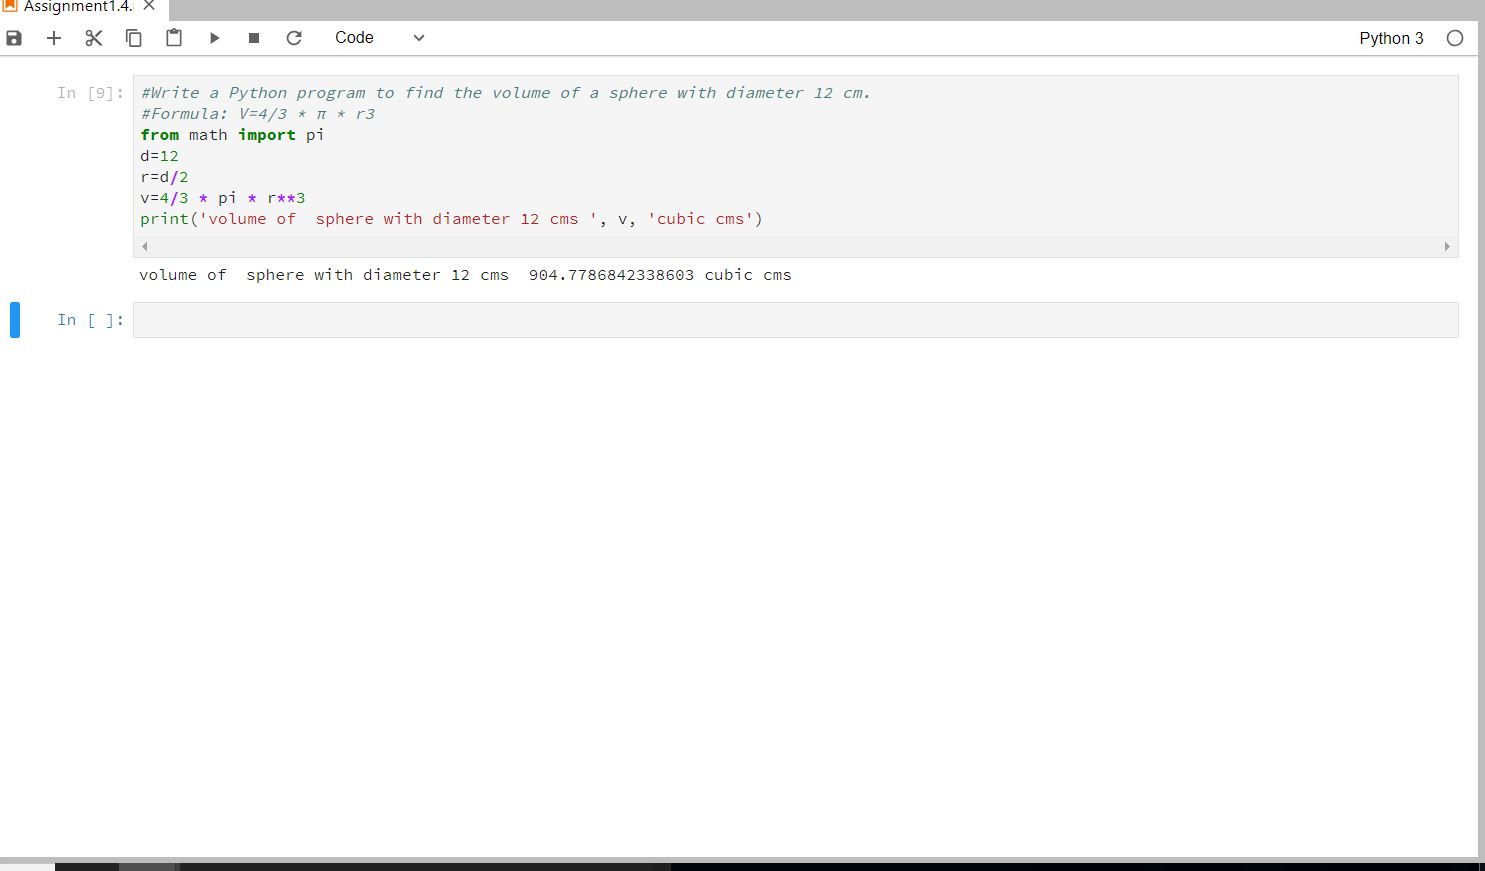 Assignment1.4.
Code
Python 3
In [9]:
#Write a Python program to find the volume of a sphere with diameter 12 cm.
#Formula: V=4/3 * π * r3
from math import pi
d=12
r=d/2
v=4/3 * pi * r**3
print('volume of  sphere with diameter 12 cms ', v, 'cubic cms')
volume of  sphere with diameter 12 cms  904.7786842338603 cubic cms
In [ ]: